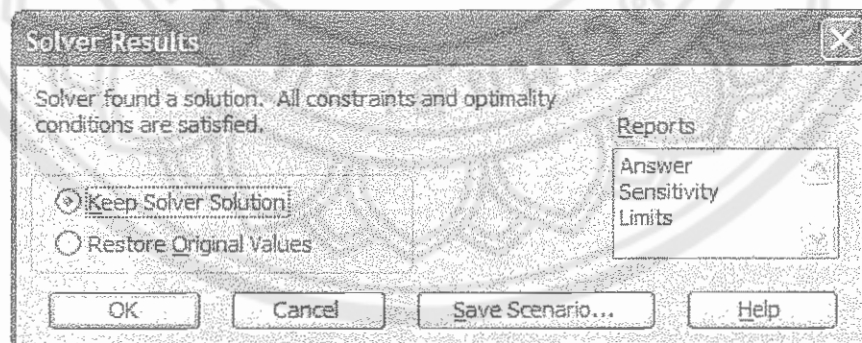 Solver Results
Solver found a solution. All constraints and optimality
conditions are satisfied.
Reports
Answer
Sensitivity
Limits
Keep Solver Solution
Restore Original Values
OK
Cancel
Save Scenario...
Help